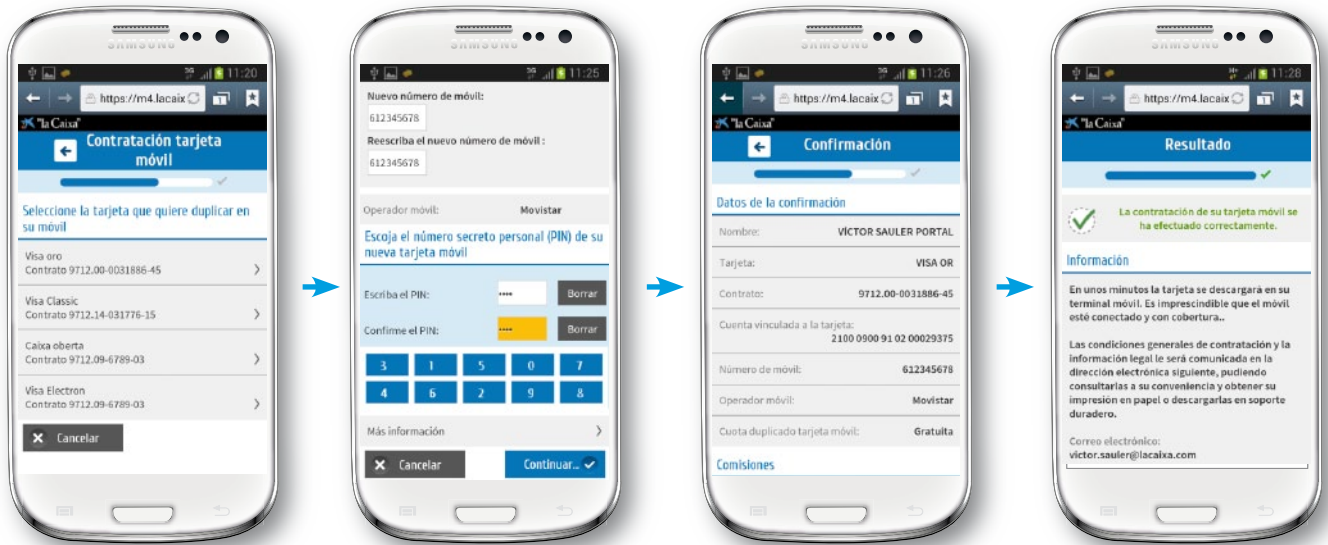 SAMSUNG
3G 11:20
https://m4.lacaix
1
"la Caixa"
Contratación tarjeta
móvil
Seleccione la tarjeta que quiere duplicar en
su móvil
Visa oro
Contrato 9712.00-0031886-45
Visa Classic
Contrato 9712.14-031776-15
Caixa oberta
Contrato 9712.09-6789-03
Visa Electron
Contrato 9712.09-6789-03
Cancelar
SAMSUNG
3G 11:25
Nuevo número de móvil:
612345678
Reescriba el nuevo número de móvil :
612345678
Operador móvil: Movistar
Escoja el número secreto personal (PIN) de su
nueva tarjeta móvil
Escriba el PIN: •••• Borrar
Confirme el PIN: •••• Borrar
3 1 5 0 7
4 6 2 9 8
Más información
Cancelar Continuar...
SAMSUNG
3G 11:26
https://m4.lacaix
1
"la Caixa"
Confirmación
Datos de la confirmación
Nombre: VÍCTOR SAULER PORTAL
Tarjeta: VISA OR
Contrato: 9712.00-0031886-45
Cuenta vinculada a la tarjeta:
2100 0900 91 02 00029375
Número de móvil: 612345678
Operador móvil: Movistar
Cuota duplicado tarjeta móvil: Gratuita
Comisiones
SAMSUNG
H+ 11:28
https://m4.lacaix
1
"la Caixa"
Resultado
La contratación de su tarjeta móvil se
ha efectuado correctamente.
Información
En unos minutos la tarjeta se descargará en su
terminal móvil. Es imprescindible que el móvil
esté conectado y con cobertura..
Las condiciones generales de contratación y la
información legal le será comunicada en la
dirección electrónica siguiente, pudiendo
consultarlas a su conveniencia y obtener su
impresión en papel o descargarlas en soporte
duradero.
Correo electrónico:
victor.sauler@lacaixa.com